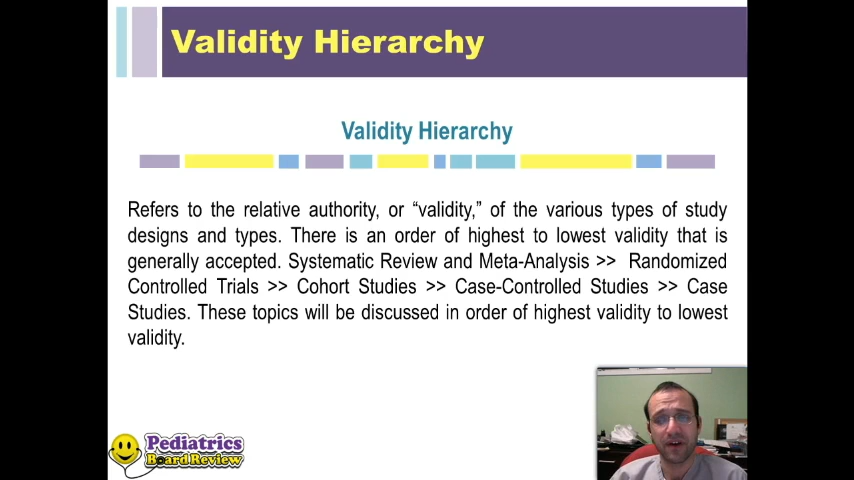 Validity Hierarchy
Validity Hierarchy
Refers to the relative authority, or “validity,” of the various types of study
designs and types. There is an order of highest to lowest validity that is
generally accepted. Systematic Review and Meta-Analysis >> Randomized
Controlled Trials >> Cohort Studies >> Case-Controlled Studies >> Case
Studies. These topics will be discussed in order of highest validity to lowest
validity.
Pediatrics
Board Review